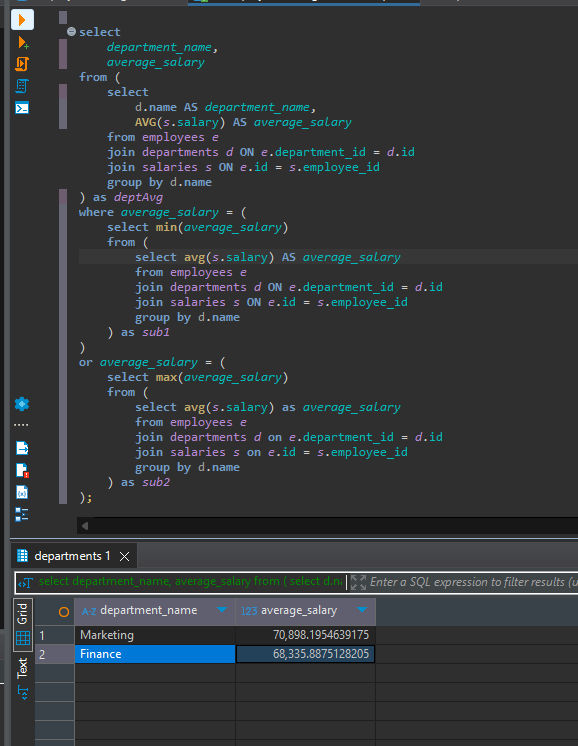 select
department_name,
average_salary
from (
select
d.name AS department_name,
AVG(s.salary) AS average_salary
from employees e
join departments d ON e.department_id = d.id
join salaries s ON e.id = s.employee_id
group by d.name
) as deptAvg
where average_salary = (
select min(average_salary)
from (
select avg(s.salary) AS average_salary
from employees e
join departments d ON e.department_id = d.id
join salaries s ON e.id = s.employee_id
group by d.name
) as sub1
)
or average_salary = (
select max(average_salary)
from (
select avg(s.salary) as average_salary
from employees e
join departments d on e.department_id = d.id
join salaries s on e.id = s.employee_id
group by d.name
) as sub2
);
departments 1
select department_name, average_salary from ( select d.n
Enter a SQL expression to filter results (u
Grid
Text
A-Z department_name 123 average_salary
1 Marketing 70,898.1954639175
2 Finance 68,335.8875128205